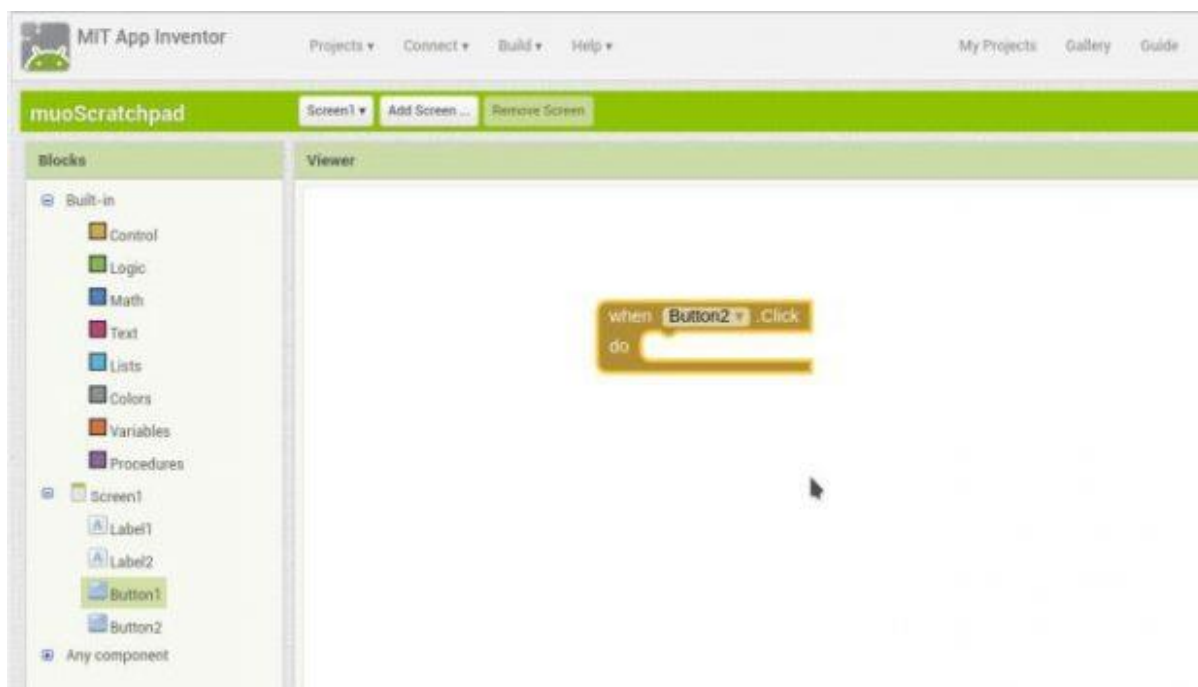 MIT App Inventor
Projects Connect Build Help My Projects Gallery Guide
muoScratchpad
Screen1 Add Screen ... Remove Screen
Blocks
Viewer
Built-in
Control
Logic
Math
Text
Lists
Colors
Variables
Procedures
Screen1
Label1
Label2
Button1
Button2
Any component
when Button2 .Click
do